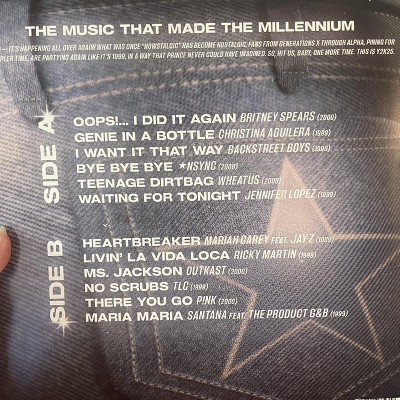 THE MUSIC THAT MADE THE MILLENNIUM
— IT'S HAPPENING ALL OVER AGAIN WHAT WAS ONCE "NOWSTALGIC" HAS BECOME NOSTALGIC. FANS FROM GENERATIONS X THROUGH ALPHA, PINING FOR
PLER TIME, ARE PARTYING AGAIN LIKE IT'S 1999, IN A WAY THAT PRINCE NEVER COULD HAVE IMAGINED. SO, HIT US, BABY, ONE MORE TIME. THIS IS Y2K25.
SIDE A
OOPS!... I DID IT AGAIN BRITNEY SPEARS (2000)
GENIE IN A BOTTLE CHRISTINA AGUILERA (1999)
I WANT IT THAT WAY BACKSTREET BOYS (1999)
BYE BYE BYE *NSYNC (2000)
TEENAGE DIRTBAG WHEATUS (2000)
WAITING FOR TONIGHT JENNIFER LOPEZ (1999)
SIDE B
HEARTBREAKER MARIAH CAREY FEAT. JAY-Z (1999)
LIVIN' LA VIDA LOCA RICKY MARTIN (1999)
MS. JACKSON OUTKAST (2000)
NO SCRUBS TLC (1999)
THERE YOU GO P!NK (2000)
MARIA MARIA SANTANA FEAT. THE PRODUCT G&B (1999)